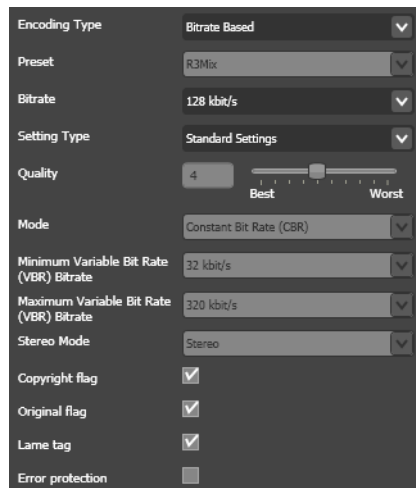 Encoding Type Bitrate Based
Preset R3Mix
Bitrate 128 kbit/s
Setting Type Standard Settings
Quality 4
Best Worst
Mode Constant Bit Rate (CBR)
Minimum Variable Bit Rate
(VBR) Bitrate 32 kbit/s
Maximum Variable Bit Rate
(VBR) Bitrate 320 kbit/s
Stereo Mode Stereo
Copyright flag
Original flag
Lame tag
Error protection